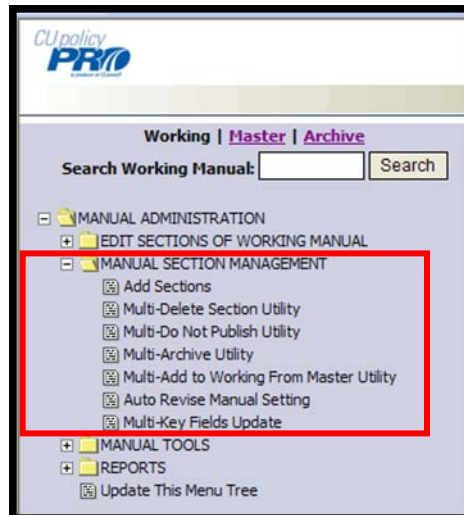 CU policy
PRO
Working | Master | Archive
Search Working Manual: Search
MANUAL ADMINISTRATION
EDIT SECTIONS OF WORKING MANUAL
MANUAL SECTION MANAGEMENT
Add Sections
Multi-Delete Section Utility
Multi-Do Not Publish Utility
Multi-Archive Utility
Multi-Add to Working From Master Utility
Auto Revise Manual Setting
Multi-Key Fields Update
MANUAL TOOLS
REPORTS
Update This Menu Tree